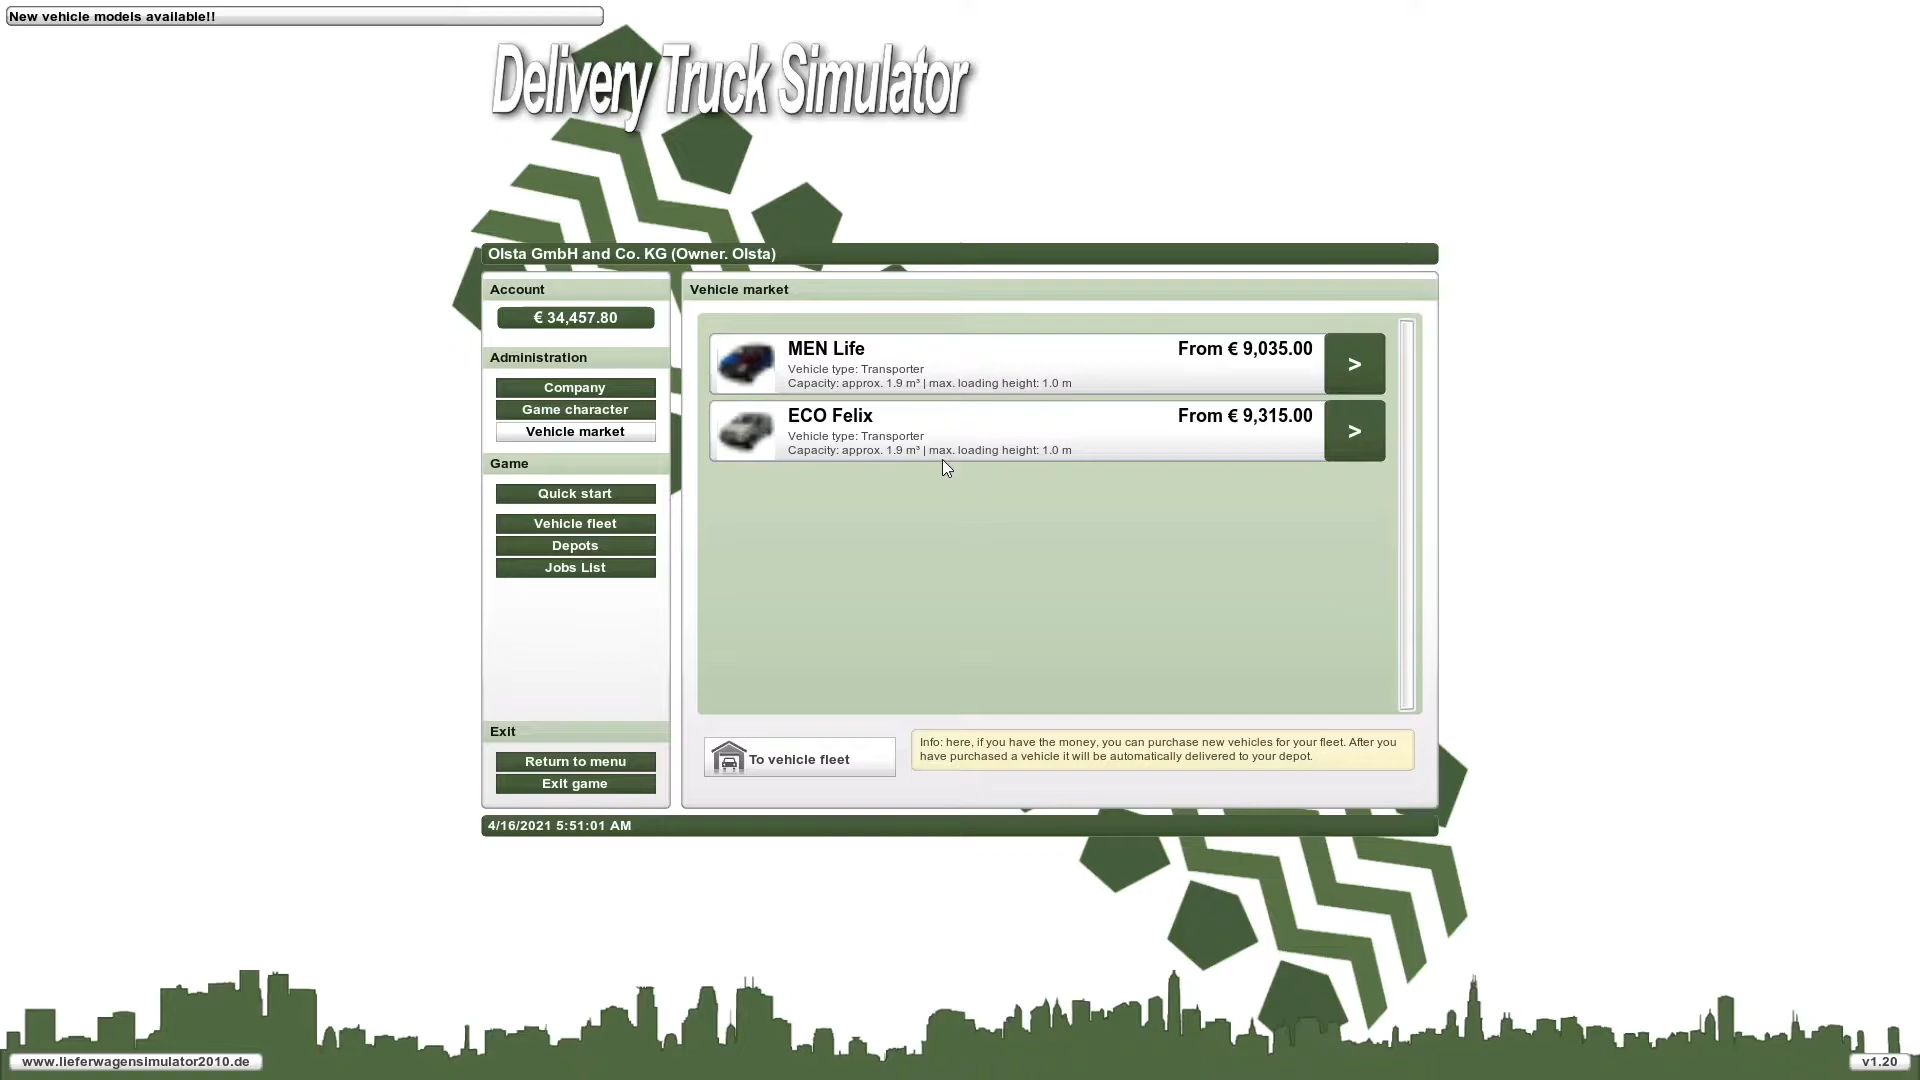 New vehicle models available!!
Delivery Truck Simulator
Olsta GmbH and Co. KG (Owner. Olsta)
Account
€ 34,457.80
Administration
Company
Game character
Vehicle market
Game
Quick start
Vehicle fleet
Depots
Jobs List
Exit
Return to menu
Exit game
Vehicle market
MEN Life
From € 9,035.00
Vehicle type: Transporter
Capacity: approx. 1.9 m³ | max. loading height: 1.0 m
>
ECO Felix
From € 9,315.00
Vehicle type: Transporter
Capacity: approx. 1.9 m³ | max. loading height: 1.0 m
>
To vehicle fleet
Info: here, if you have the money, you can purchase new vehicles for your fleet. After you
have purchased a vehicle it will be automatically delivered to your depot.
4/16/2021 5:51:01 AM
www.lieferwagensimulator2010.de
v1.20